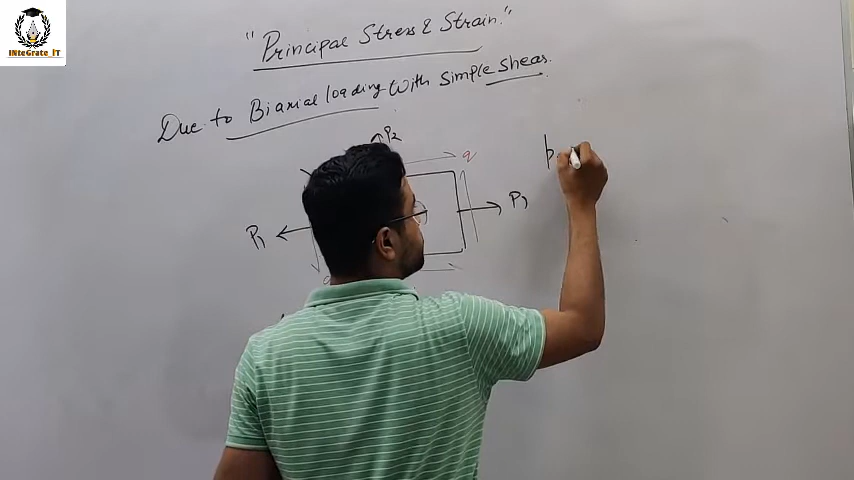 INteGrate_IT
"Principal Stress & Strain."
Due to Biaxial loading with simple shear.
P2
q
P1
P1